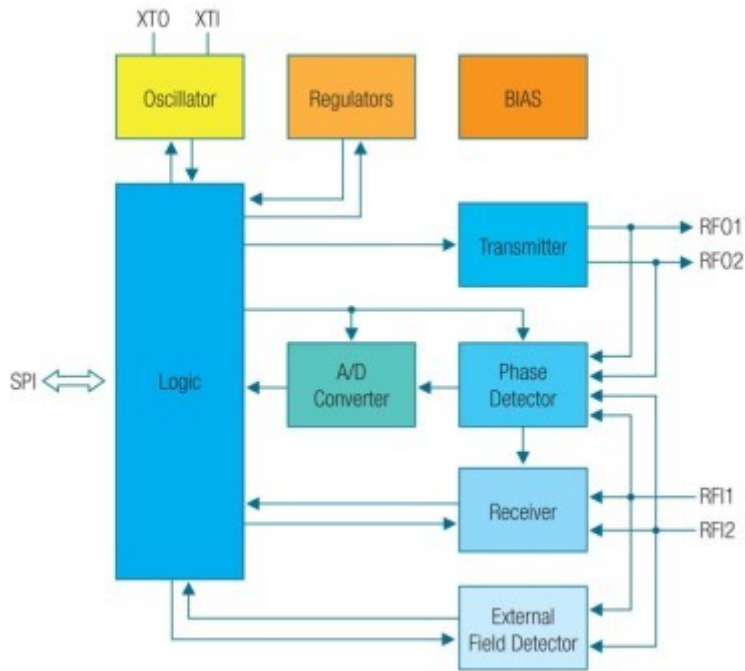 XTO XTI
Oscillator
Regulators
BIAS
Transmitter
RFO1
RFO2
SPI
Logic
A/D
Converter
Phase
Detector
Receiver
RFI1
RFI2
External
Field Detector